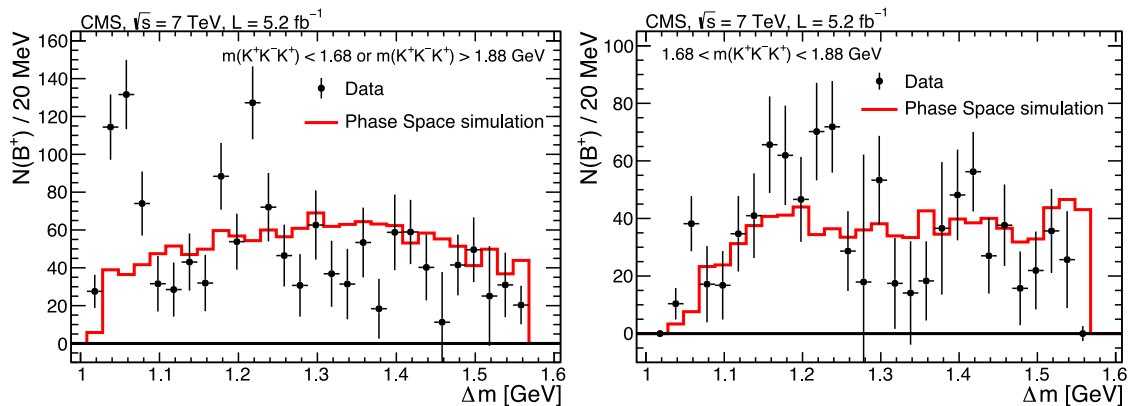 CMS, √s = 7 TeV, L = 5.2 fb⁻¹
m(K⁺K⁻K⁺) < 1.68 or m(K⁺K⁻K⁺) > 1.88 GeV
Data
Phase Space simulation
N(B⁺) / 20 MeV
160
140
120
100
80
60
40
20
0
1 1.1 1.2 1.3 1.4 1.5 1.6
Δm [GeV]
CMS, √s = 7 TeV, L = 5.2 fb⁻¹
1.68 < m(K⁺K⁻K⁺) < 1.88 GeV
Data
Phase Space simulation
N(B⁺) / 20 MeV
100
80
60
40
20
0
1 1.1 1.2 1.3 1.4 1.5 1.6
Δm [GeV]